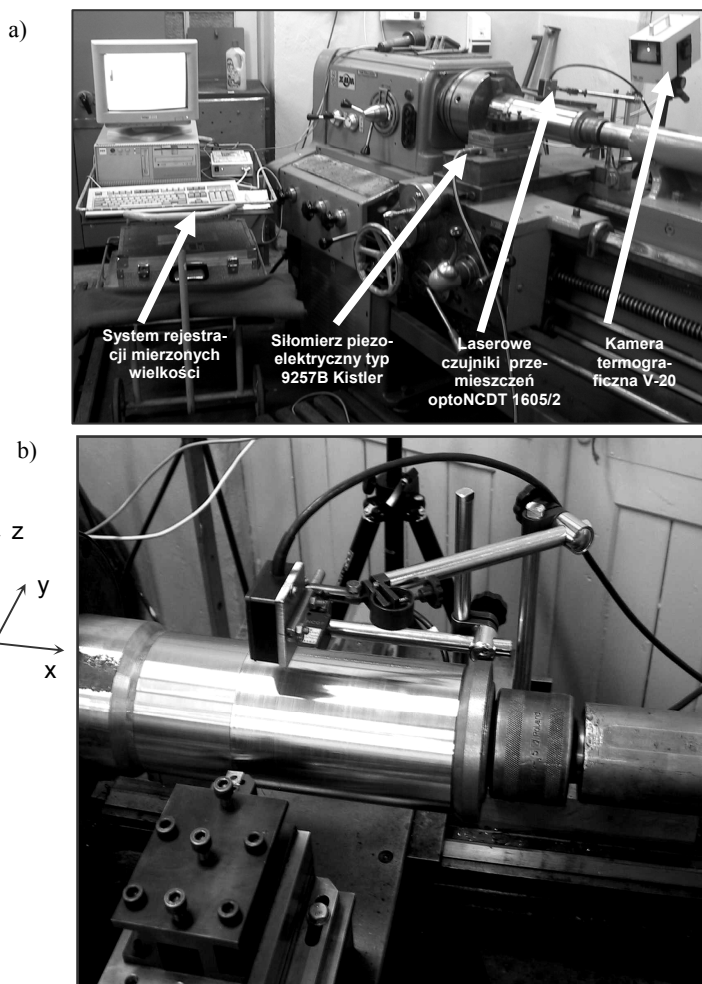 a)
System rejestra-
cji mierzonych
wielkości
Siłomierz piezo-
elektryczny typ
9257B Kistler
Laserowe
czujniki prze-
mieszczeń
optoNCDT 1605/2
Kamera
termogra-
ficzna V-20
b)
z
y
x